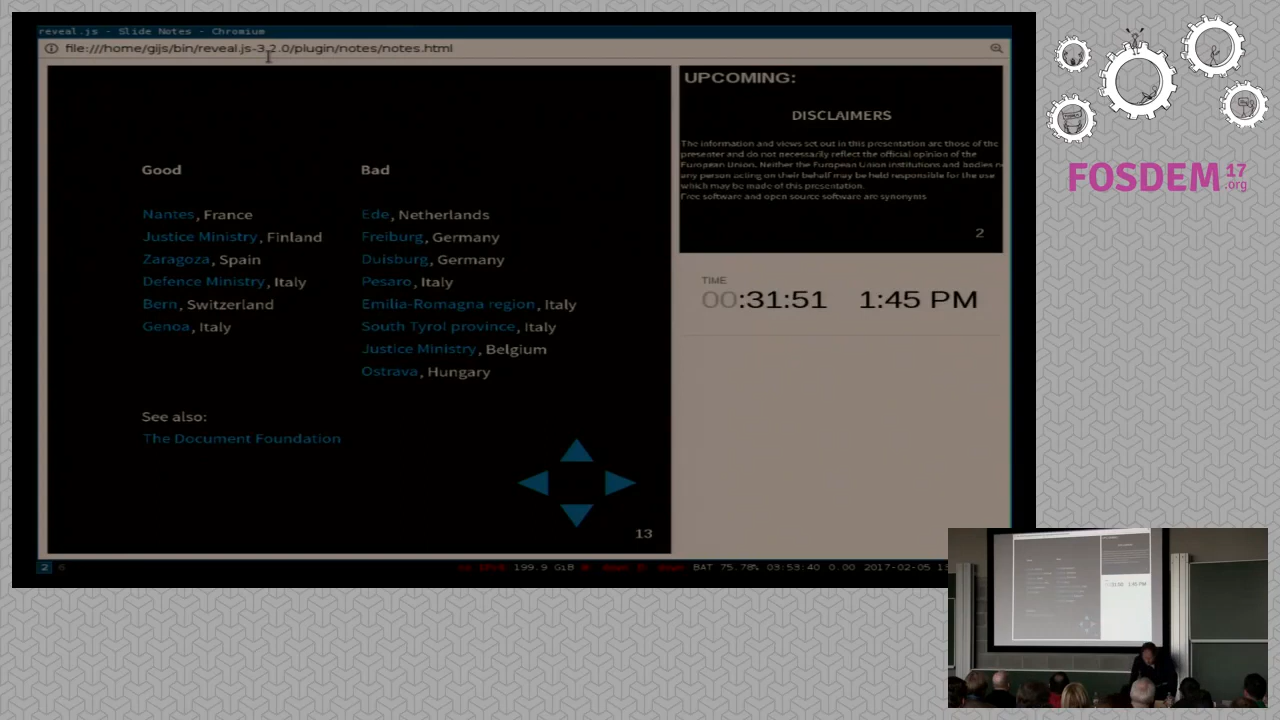 reveal.js - Slide Notes - Chromium
file:///home/gijs/bin/reveal.js-3.2.0/plugin/notes/notes.html
Good
Nantes, France
Justice Ministry, Finland
Zaragoza, Spain
Defence Ministry, Italy
Bern, Switzerland
Genoa, Italy
Bad
Ede, Netherlands
Freiburg, Germany
Duisburg, Germany
Pesaro, Italy
Emilia-Romagna region, Italy
South Tyrol province, Italy
Justice Ministry, Belgium
Ostrava, Hungary
See also:
The Document Foundation
13
UPCOMING:
DISCLAIMERS
The information and views set out in this presentation are those of the
presenter and do not necessarily reflect the official opinion of the
European Union. Neither the European Union institutions and bodies n
any person acting on their behalf may be held responsible for the use
which may be made of this presentation.
Free software and open source software are synonyms
2
TIME
00:31:51 1:45 PM
2 6
199.9 GiB BAT 75.78% 03:53:40 0.00 2017-02-05
FOSDEM 17
.org